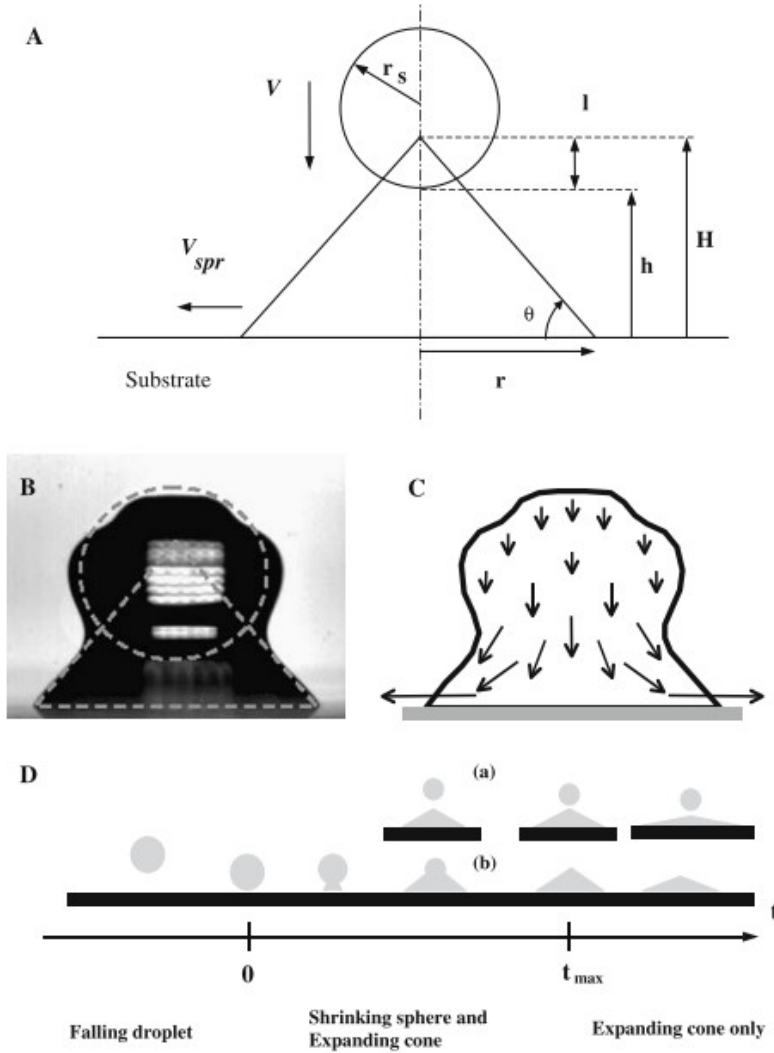 A
r s
V
l
H
h
V spr
θ
Substrate
r
B
C
D
(a)
(b)
t
0
t max
Falling droplet
Shrinking sphere and
Expanding cone
Expanding cone only